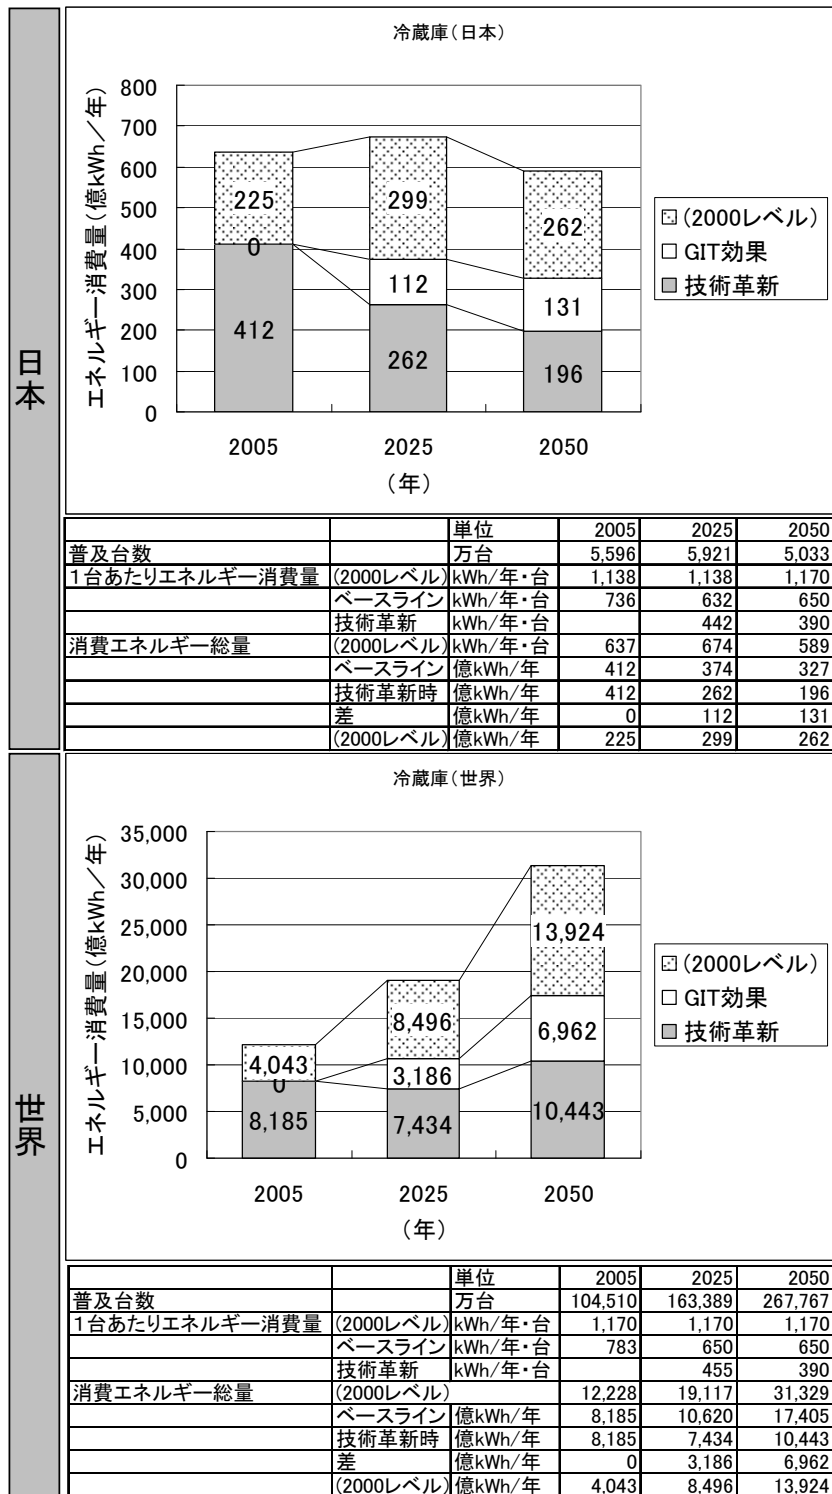 日本
冷蔵庫(日本)
エネルギー消費量(億kWh/年)
800
700
600
500
400
300
200
100
0
225
0
412
299
112
262
262
131
196
2005 2025 2050
(年)
(2000レベル)
GIT効果
技術革新
単位 2005 2025 2050
普及台数 万台 5,596 5,921 5,033
1台あたりエネルギー消費量 (2000レベル) kWh/年・台 1,138 1,138 1,170
ベースライン kWh/年・台 736 632 650
技術革新 kWh/年・台 442 390
消費エネルギー総量 (2000レベル) kWh/年・台 637 674 589
ベースライン 億kWh/年 412 374 327
技術革新時 億kWh/年 412 262 196
差 億kWh/年 0 112 131
(2000レベル) 億kWh/年 225 299 262
世界
冷蔵庫(世界)
エネルギー消費量(億kWh/年)
35,000
30,000
25,000
20,000
15,000
10,000
5,000
0
4,043
0
8,185
8,496
3,186
7,434
13,924
6,962
10,443
2005 2025 2050
(年)
(2000レベル)
GIT効果
技術革新
単位 2005 2025 2050
普及台数 万台 104,510 163,389 267,767
1台あたりエネルギー消費量 (2000レベル) kWh/年・台 1,170 1,170 1,170
ベースライン kWh/年・台 783 650 650
技術革新 kWh/年・台 455 390
消費エネルギー総量 (2000レベル) 12,228 19,117 31,329
ベースライン 億kWh/年 8,185 10,620 17,405
技術革新時 億kWh/年 8,185 7,434 10,443
差 億kWh/年 0 3,186 6,962
(2000レベル) 億kWh/年 4,043 8,496 13,924